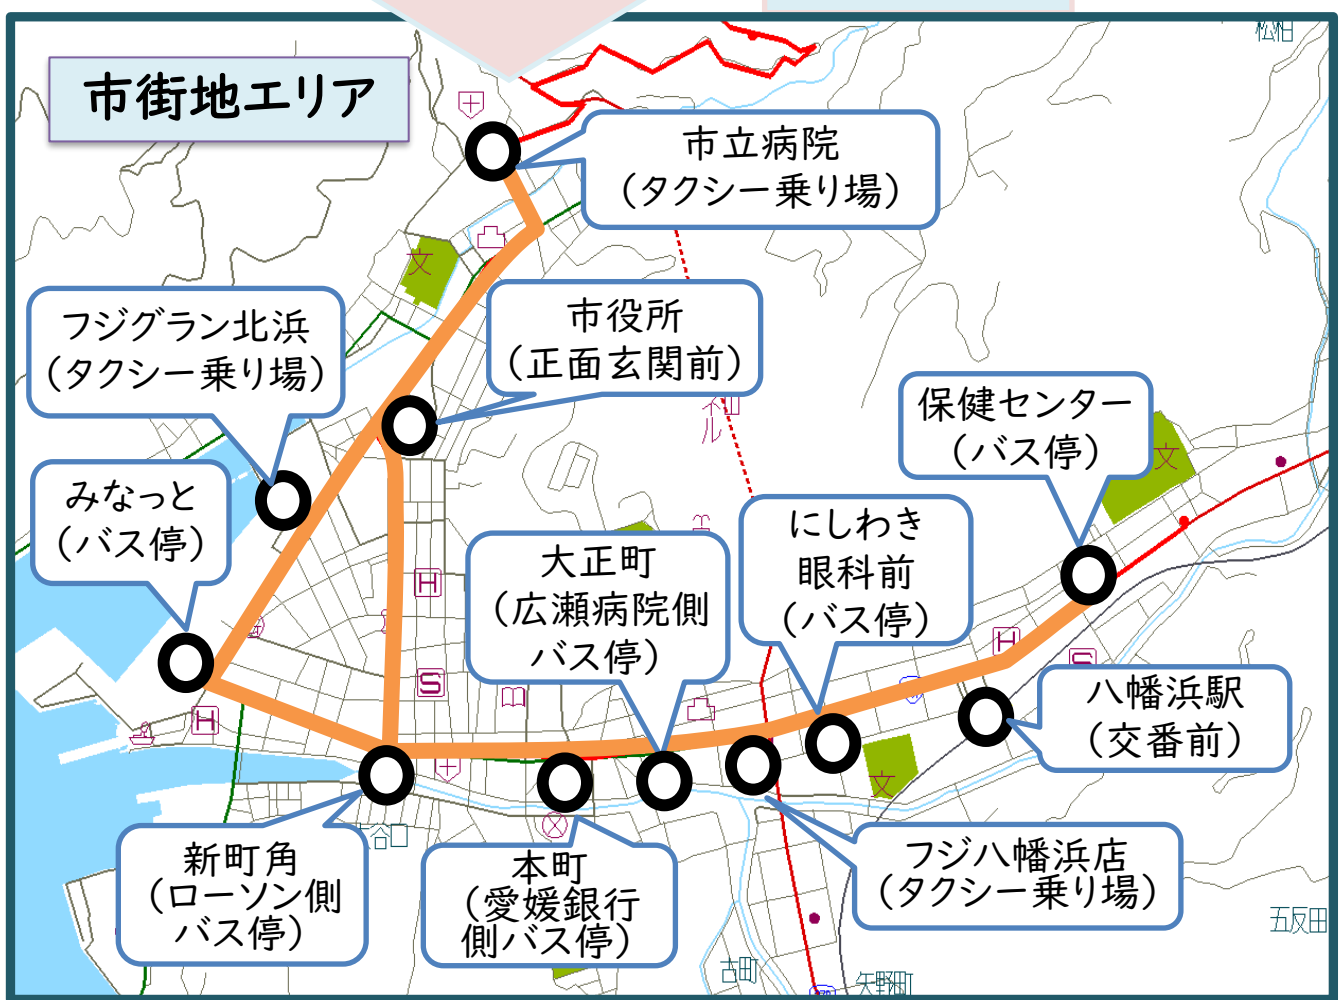 松柏
市街地エリア
市立病院
（タクシー乗り場）
文
フジグラン北浜
（タクシー乗り場）
市役所
（正面玄関前）
ル
保健センター
（バス停）
文
みなっと
（バス停）
大正町
（広瀬病院側
バス停）
にしわき
眼科前
（バス停）
H
H
S
S
H
八幡浜駅
（交番前）
文
谷口
新町角
（ローソン側
バス停）
本町
（愛媛銀行
側バス停）
フジ八幡浜店
（タクシー乗り場）
五反田
古町
矢野町